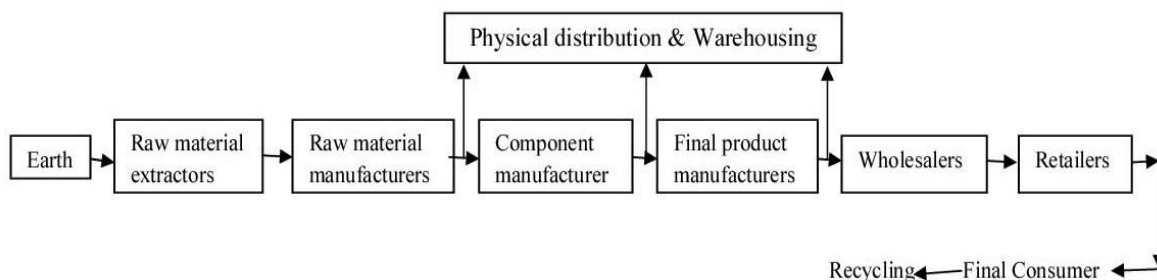 Physical distribution & Warehousing
Earth
Raw material
extractors
Raw material
manufacturers
Component
manufacturer
Final product
manufacturers
Wholesalers
Retailers
Recycling
Final Consumer